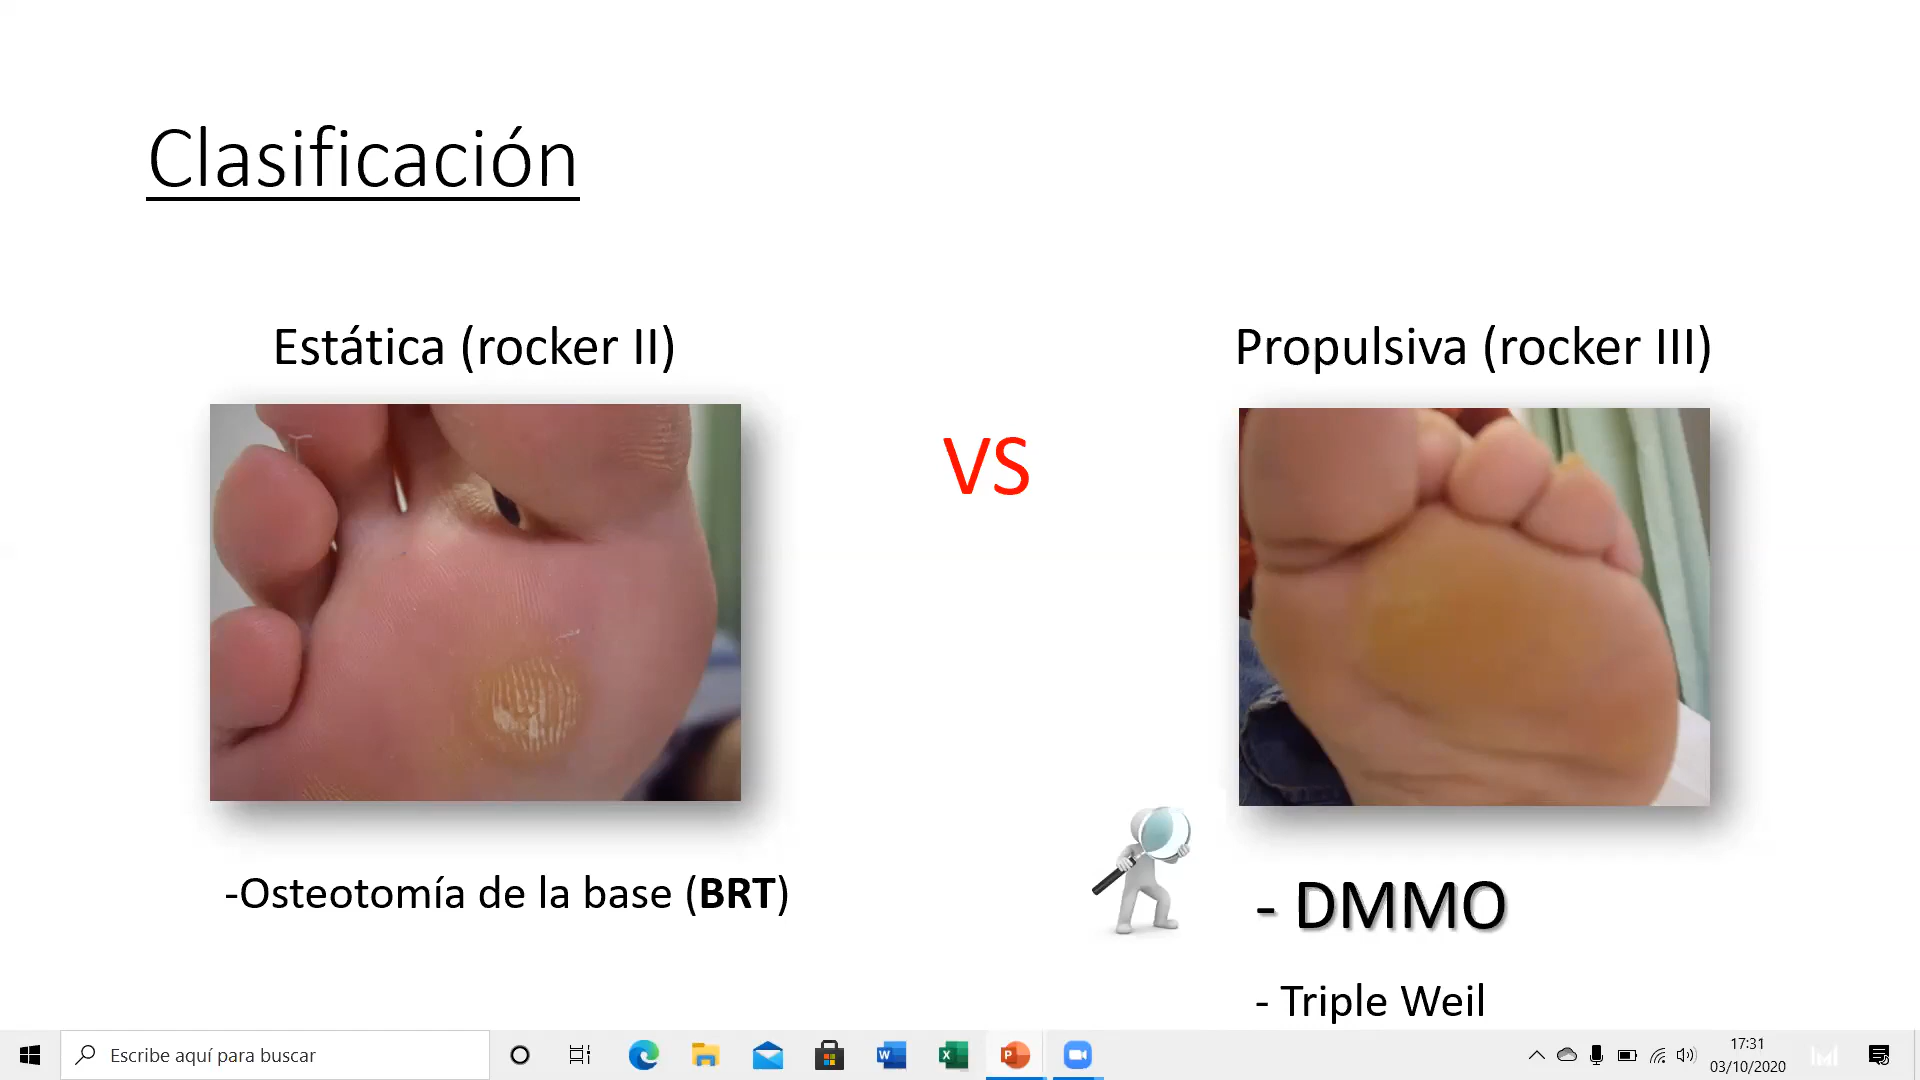 Clasificación
Estática (rocker II)
Propulsiva (rocker III)
VS
-Osteotomía de la base (BRT)
- DMMO
- Triple Weil
Escribe aquí para buscar
17:31
03/10/2020